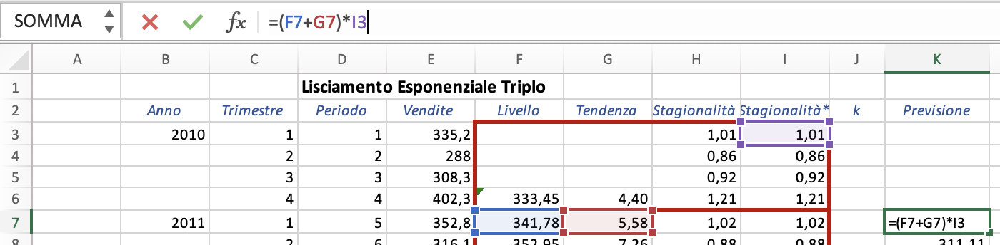 SOMMA fx =(F7+G7)*I3
A B C D E F G H I J K
1 Lisciamento Esponenziale Triplo
2 Anno Trimestre Periodo Vendite Livello Tendenza Stagionalità Stagionalità* k Previsione
3 2010 1 1 335,2 1,01 1,01
4 2 2 288 0,86 0,86
5 3 3 308,3 0,92 0,92
6 4 4 402,3 333,45 4,40 1,21 1,21
7 2011 1 5 352,8 341,78 5,58 1,02 1,02 =(F7+G7)*I3
8 2 6 316,1 352,95 7,26 0,88 0,88 311,11